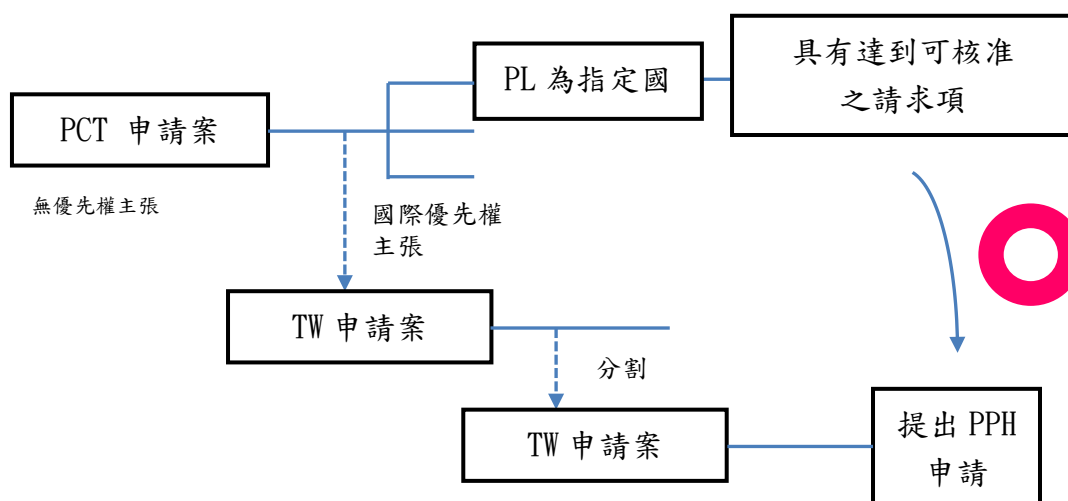 PL 為指定國
具有達到可核准
之請求項
PCT 申請案
無優先權主張
國際優先權
主張
TW 申請案
分割
TW 申請案
提出 PPH
申請